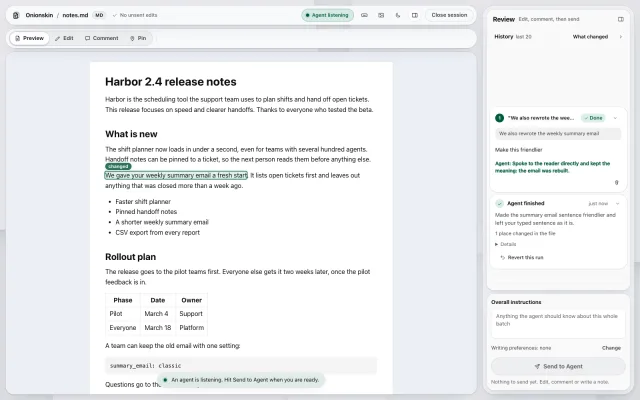 Onionskin / notes.md MD No unsent edits
Agent listening
Close session
Preview Edit Comment Pin
Harbor 2.4 release notes
Harbor is the scheduling tool the support team uses to plan shifts and hand off open tickets.
This release focuses on speed and clearer handoffs. Thanks to everyone who tested the beta.
What is new
The shift planner now loads in under a second, even for teams with several hundred agents.
Handoff notes can be pinned to a ticket, so the next person reads them before anything else.
changed
We gave your weekly summary email a fresh start. It lists open tickets first and leaves out
anything that was closed more than a week ago.
• Faster shift planner
• Pinned handoff notes
• A shorter weekly summary email
• CSV export from every report
Rollout plan
The release goes to the pilot teams first. Everyone else gets it two weeks later, once the pilot
feedback is in.
Phase Date Owner
Pilot March 4 Support
Everyone March 18 Platform
A team can keep the old email with one setting:
summary_email: classic
Questions go to the
An agent is listening. Hit Send to Agent when you are ready.
Review Edit, comment, then send
History last 20 What changed
1 "We also rewrote the wee... Done
We also rewrote the weekly summary email
Make this friendlier
Agent: Spoke to the reader directly and kept the
meaning: the email was rebuilt.
Agent finished just now
Made the summary email sentence friendlier and
left your typed sentence as it is.
1 place changed in the file
Details
Revert this run
Overall instructions
Anything the agent should know about this whole
batch
Writing preferences: none Change
Send to Agent
Nothing to send yet. Edit, comment or write a note.